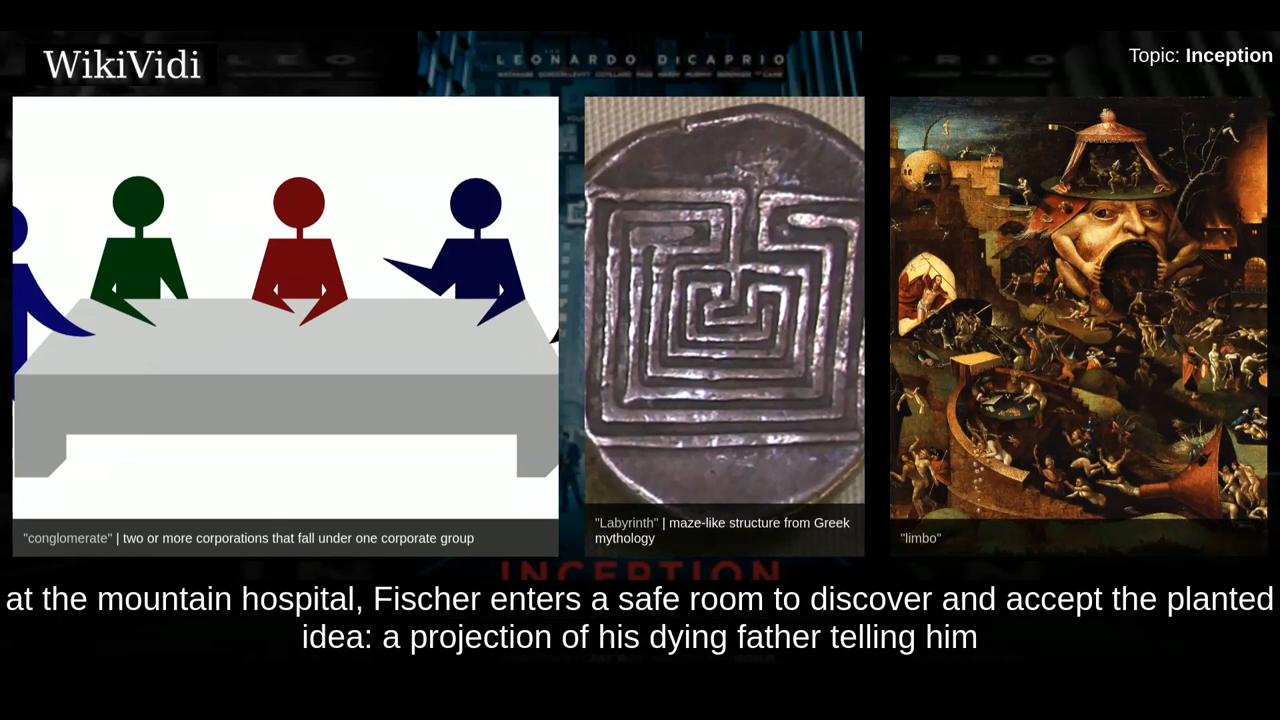 WikiVidi
Topic: Inception
LEONARDO DiCAPRIO
"conglomerate" | two or more corporations that fall under one corporate group
"Labyrinth" | maze-like structure from Greek
mythology
"limbo"
INCEPTION
at the mountain hospital, Fischer enters a safe room to discover and accept the planted
idea: a projection of his dying father telling him